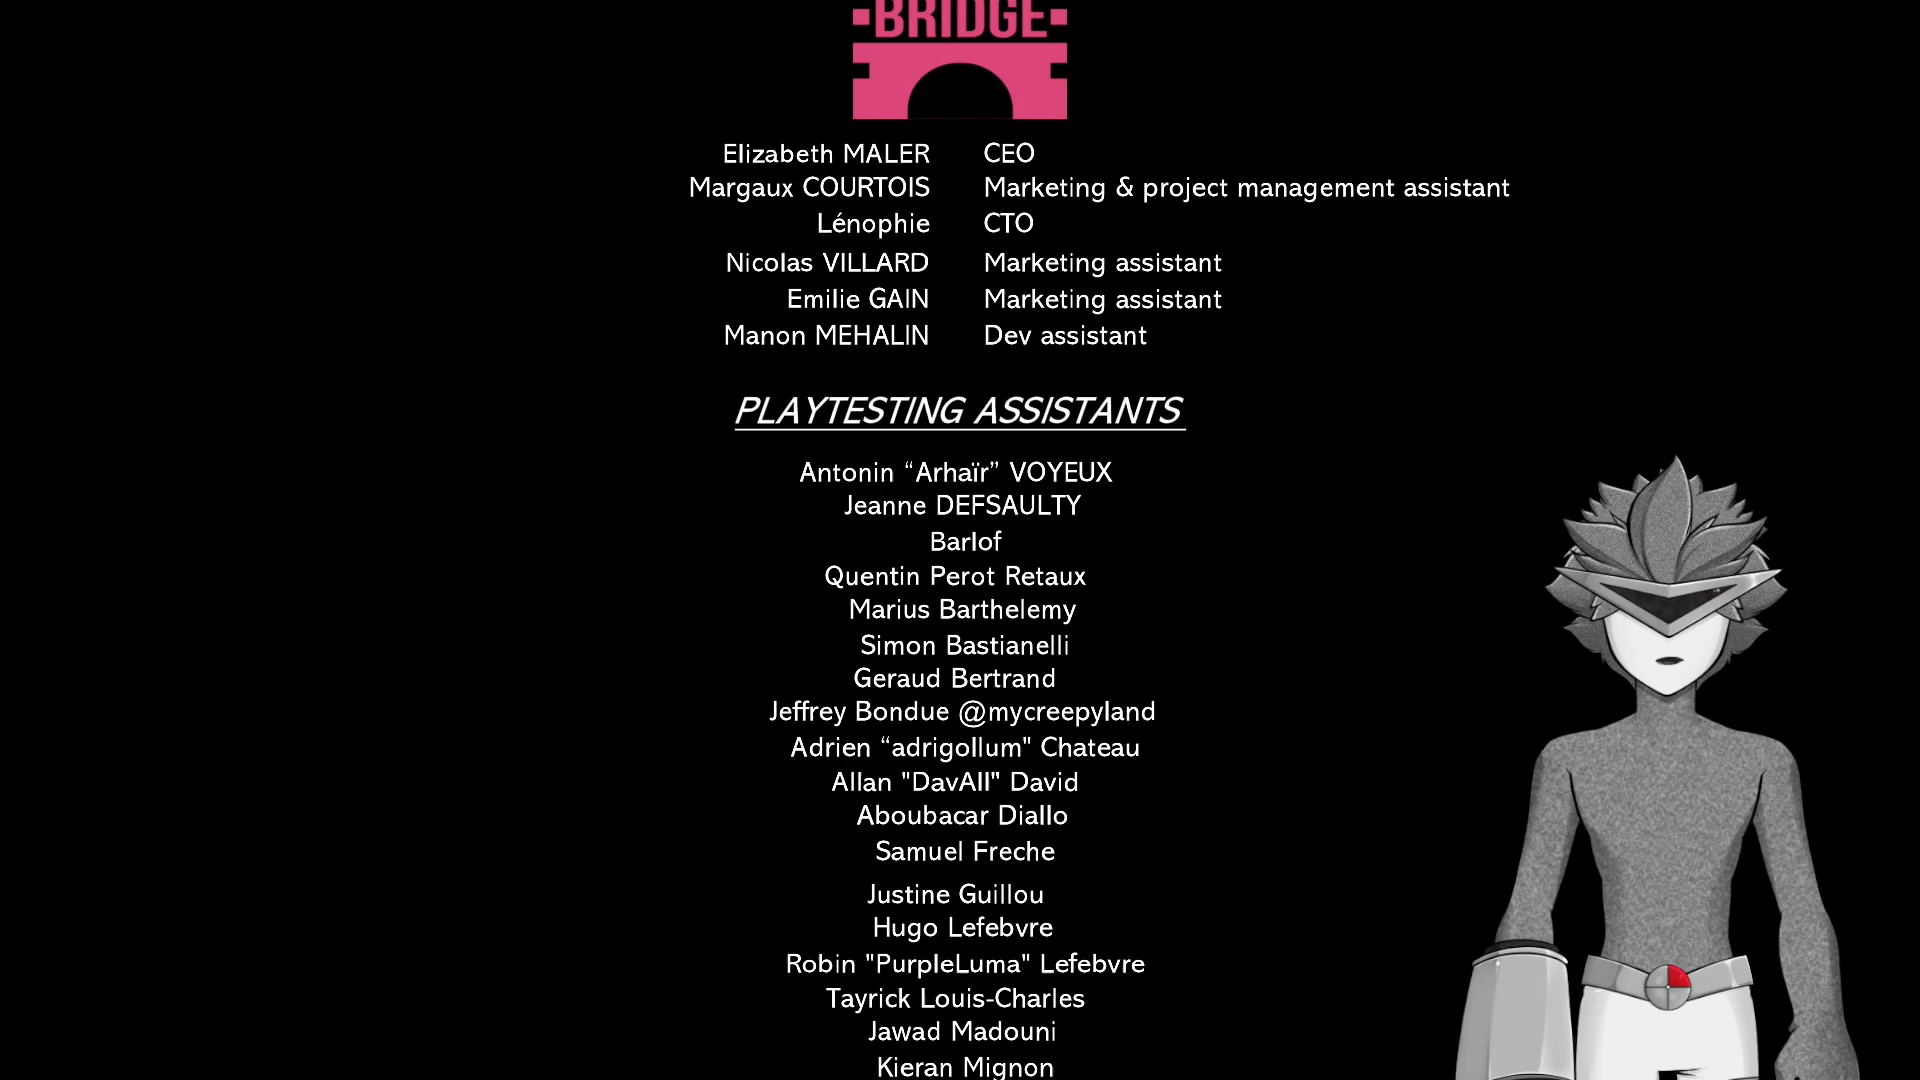 BRIDGE
Elizabeth MALER CEO
Margaux COURTOIS Marketing & project management assistant
Lénophie CTO
Nicolas VILLARD Marketing assistant
Emilie GAIN Marketing assistant
Manon MEHALIN Dev assistant
PLAYTESTING ASSISTANTS
Antonin “Arhaïr” VOYEUX
Jeanne DEFSAULTY
Barlof
Quentin Perot Retaux
Marius Barthelemy
Simon Bastianelli
Geraud Bertrand
Jeffrey Bondue @mycreepyland
Adrien “adrigollum" Chateau
Allan "DavAll" David
Aboubacar Diallo
Samuel Freche
Justine Guillou
Hugo Lefebvre
Robin "PurpleLuma" Lefebvre
Tayrick Louis-Charles
Jawad Madouni
Kieran Mignon